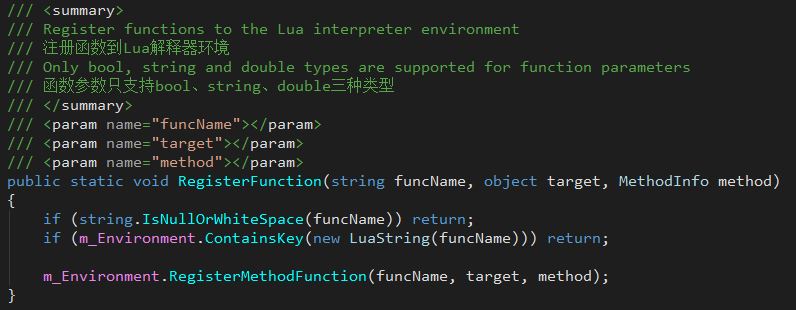 /// <summary>
/// Register functions to the Lua interpreter environment
/// 注册函数到Lua解释器环境
/// Only bool, string and double types are supported for function parameters
/// 函数参数只支持bool、string、double三种类型
/// </summary>
/// <param name="funcName"></param>
/// <param name="target"></param>
/// <param name="method"></param>
public static void RegisterFunction(string funcName, object target, MethodInfo method)
{
    if (string.IsNullOrWhiteSpace(funcName)) return;
    if (m_Environment.ContainsKey(new LuaString(funcName))) return;

    m_Environment.RegisterMethodFunction(funcName, target, method);
}